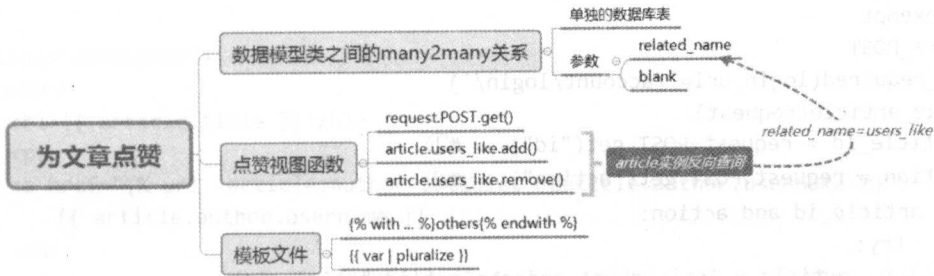 为文章点赞
数据模型类之间的many2many关系
单独的数据库表
参数
related_name
blank
点赞视图函数
request.POST.get()
article.users_like.add()
article.users_like.remove()
article实例反向查询
related_name=users_like
模板文件
{% with ... %}others{% endwith %}
{{ var | pluralize }}